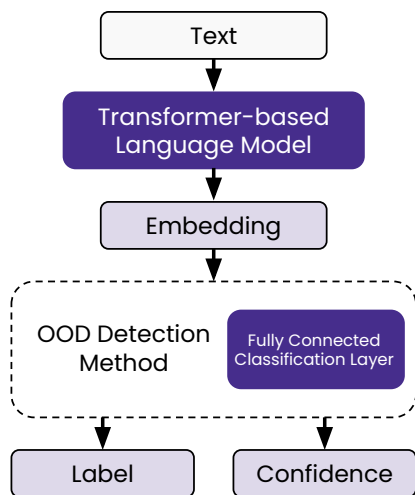 Text
Transformer-based
Language Model
Embedding
OOD Detection
Method
Fully Connected
Classification Layer
Label
Confidence